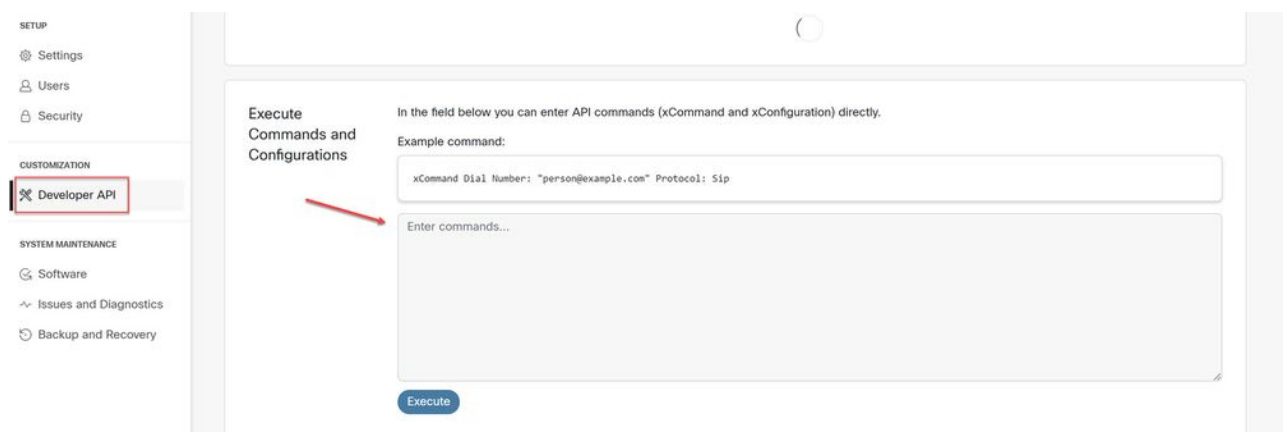 SETUP
Settings
Users
Security
CUSTOMIZATION
Developer API
SYSTEM MAINTENANCE
Software
Issues and Diagnostics
Backup and Recovery
Execute
Commands and
Configurations
In the field below you can enter API commands (xCommand and xConfiguration) directly.
Example command:
xCommand Dial Number: "person@example.com" Protocol: Sip
Enter commands...
Execute